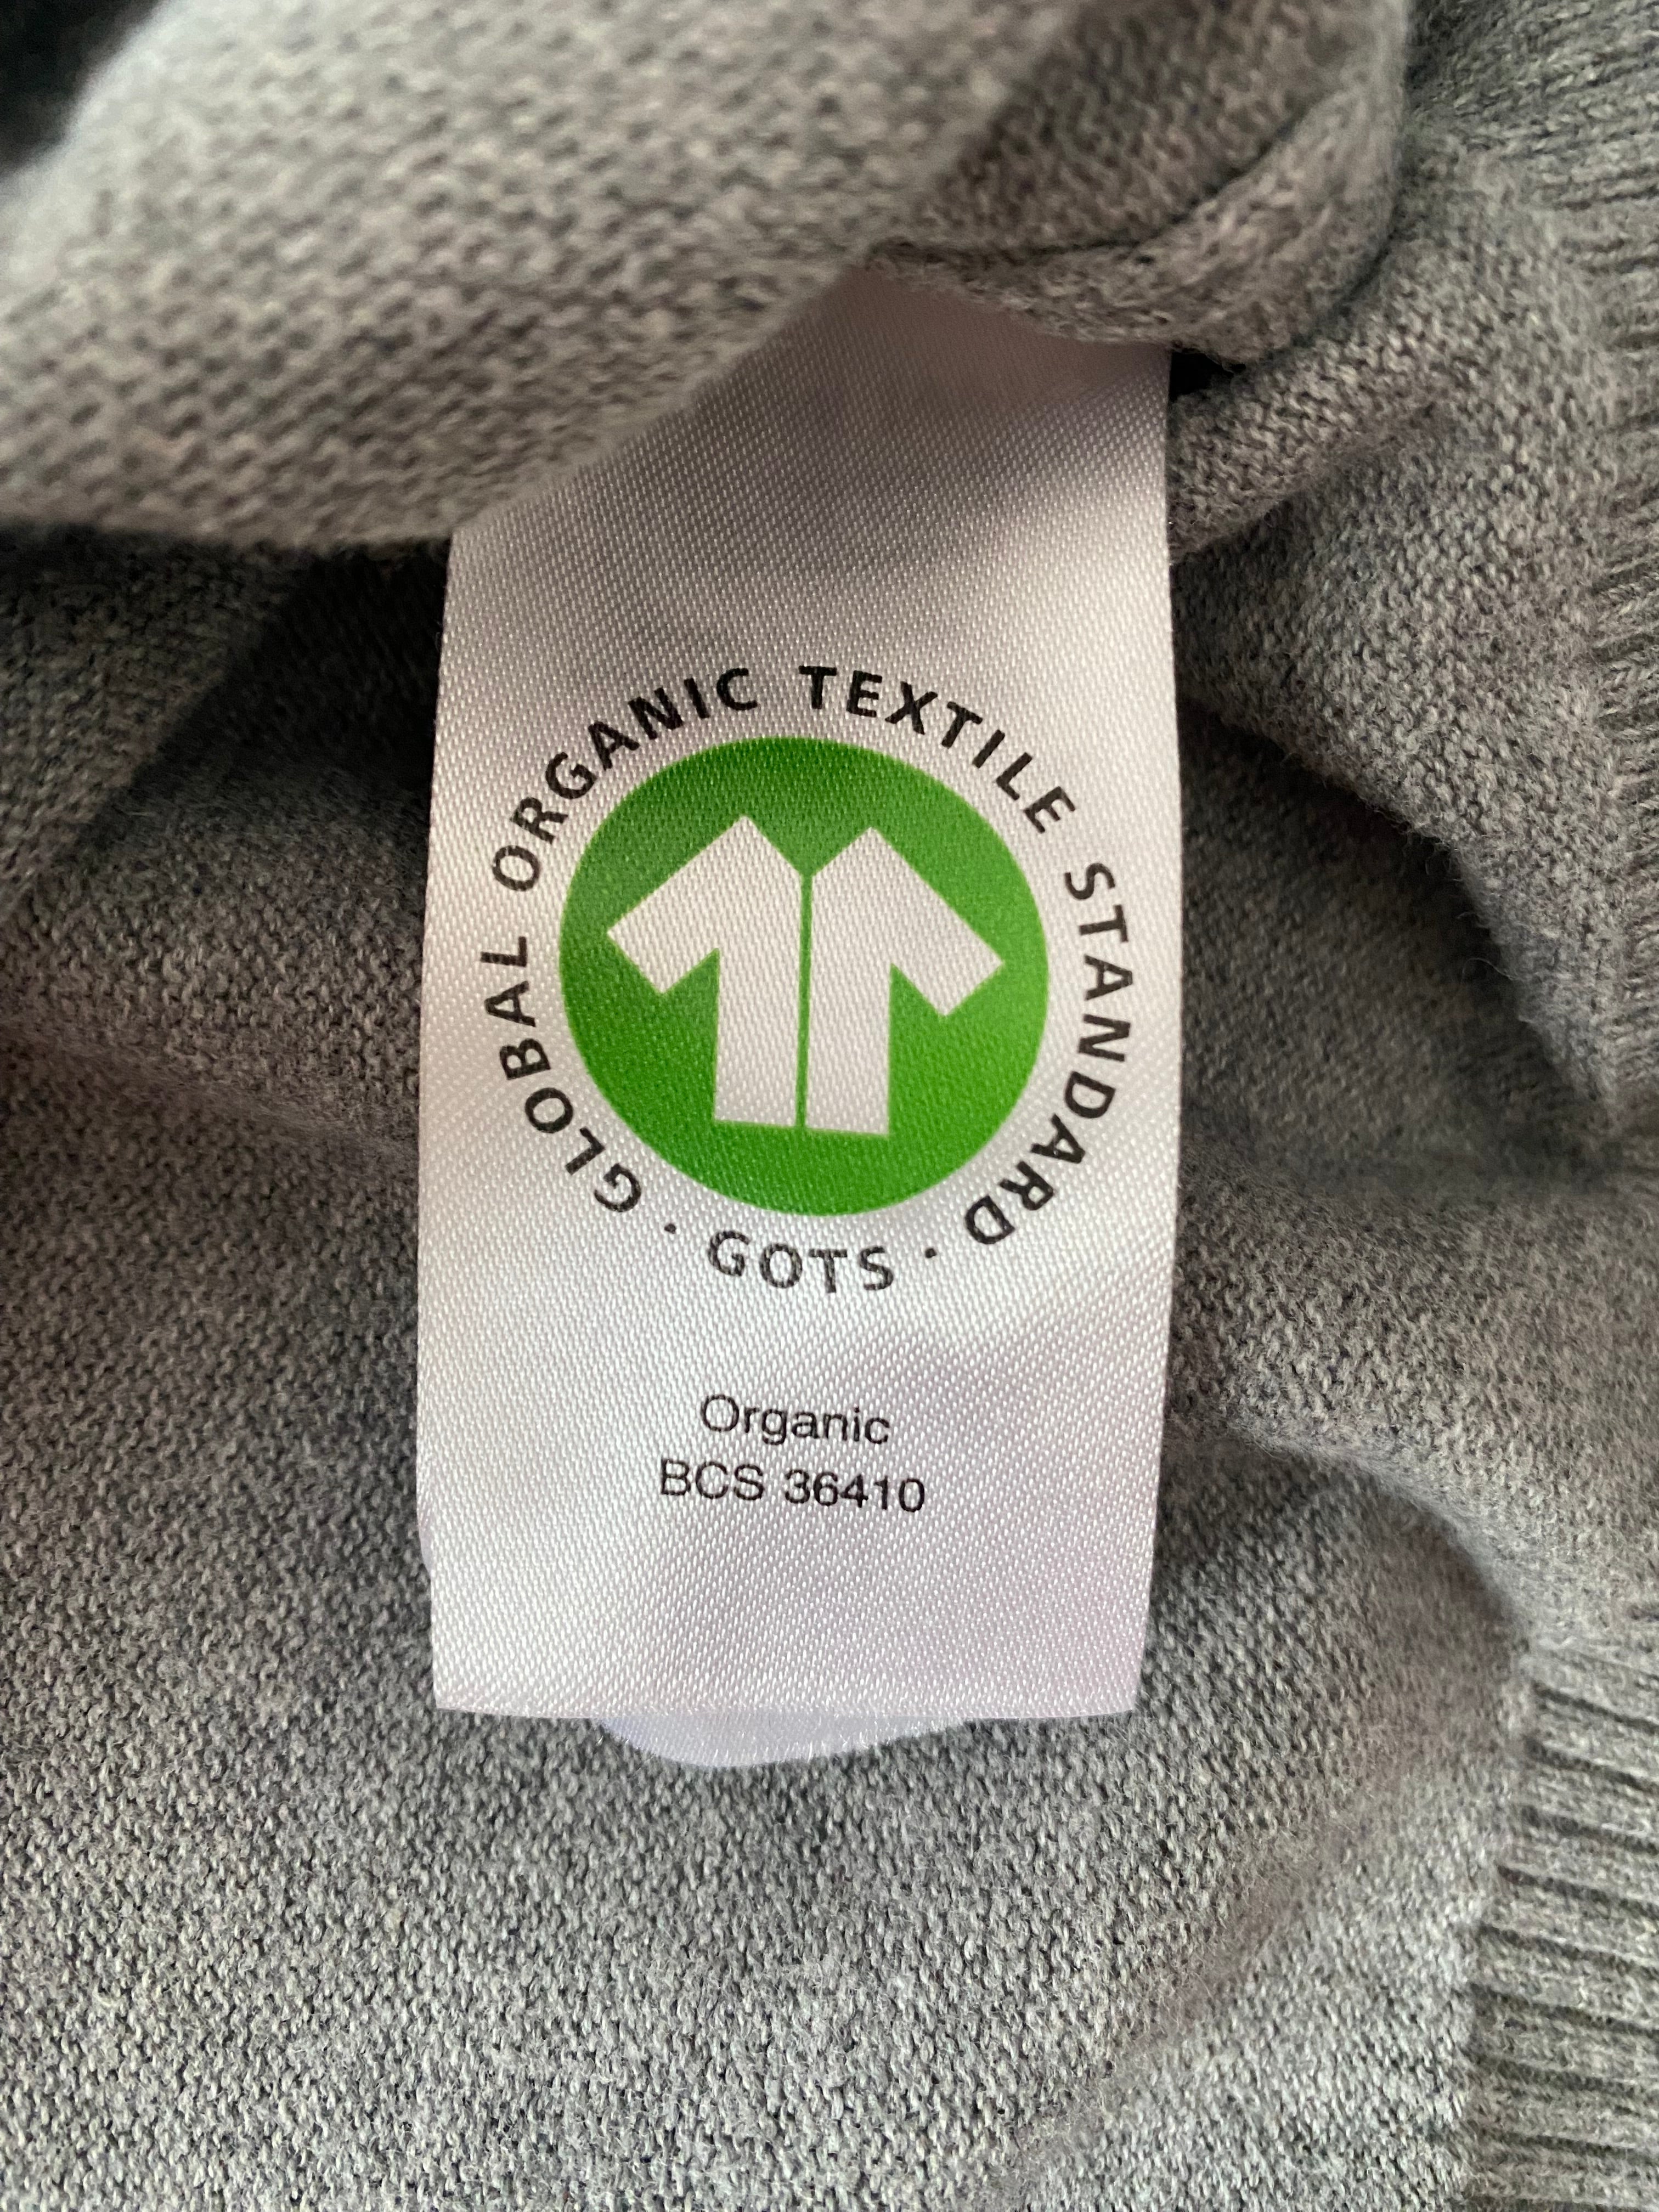 GLOBAL ORGANIC TEXTILE STANDARD · GOTS ·
Organic
BCS 36410